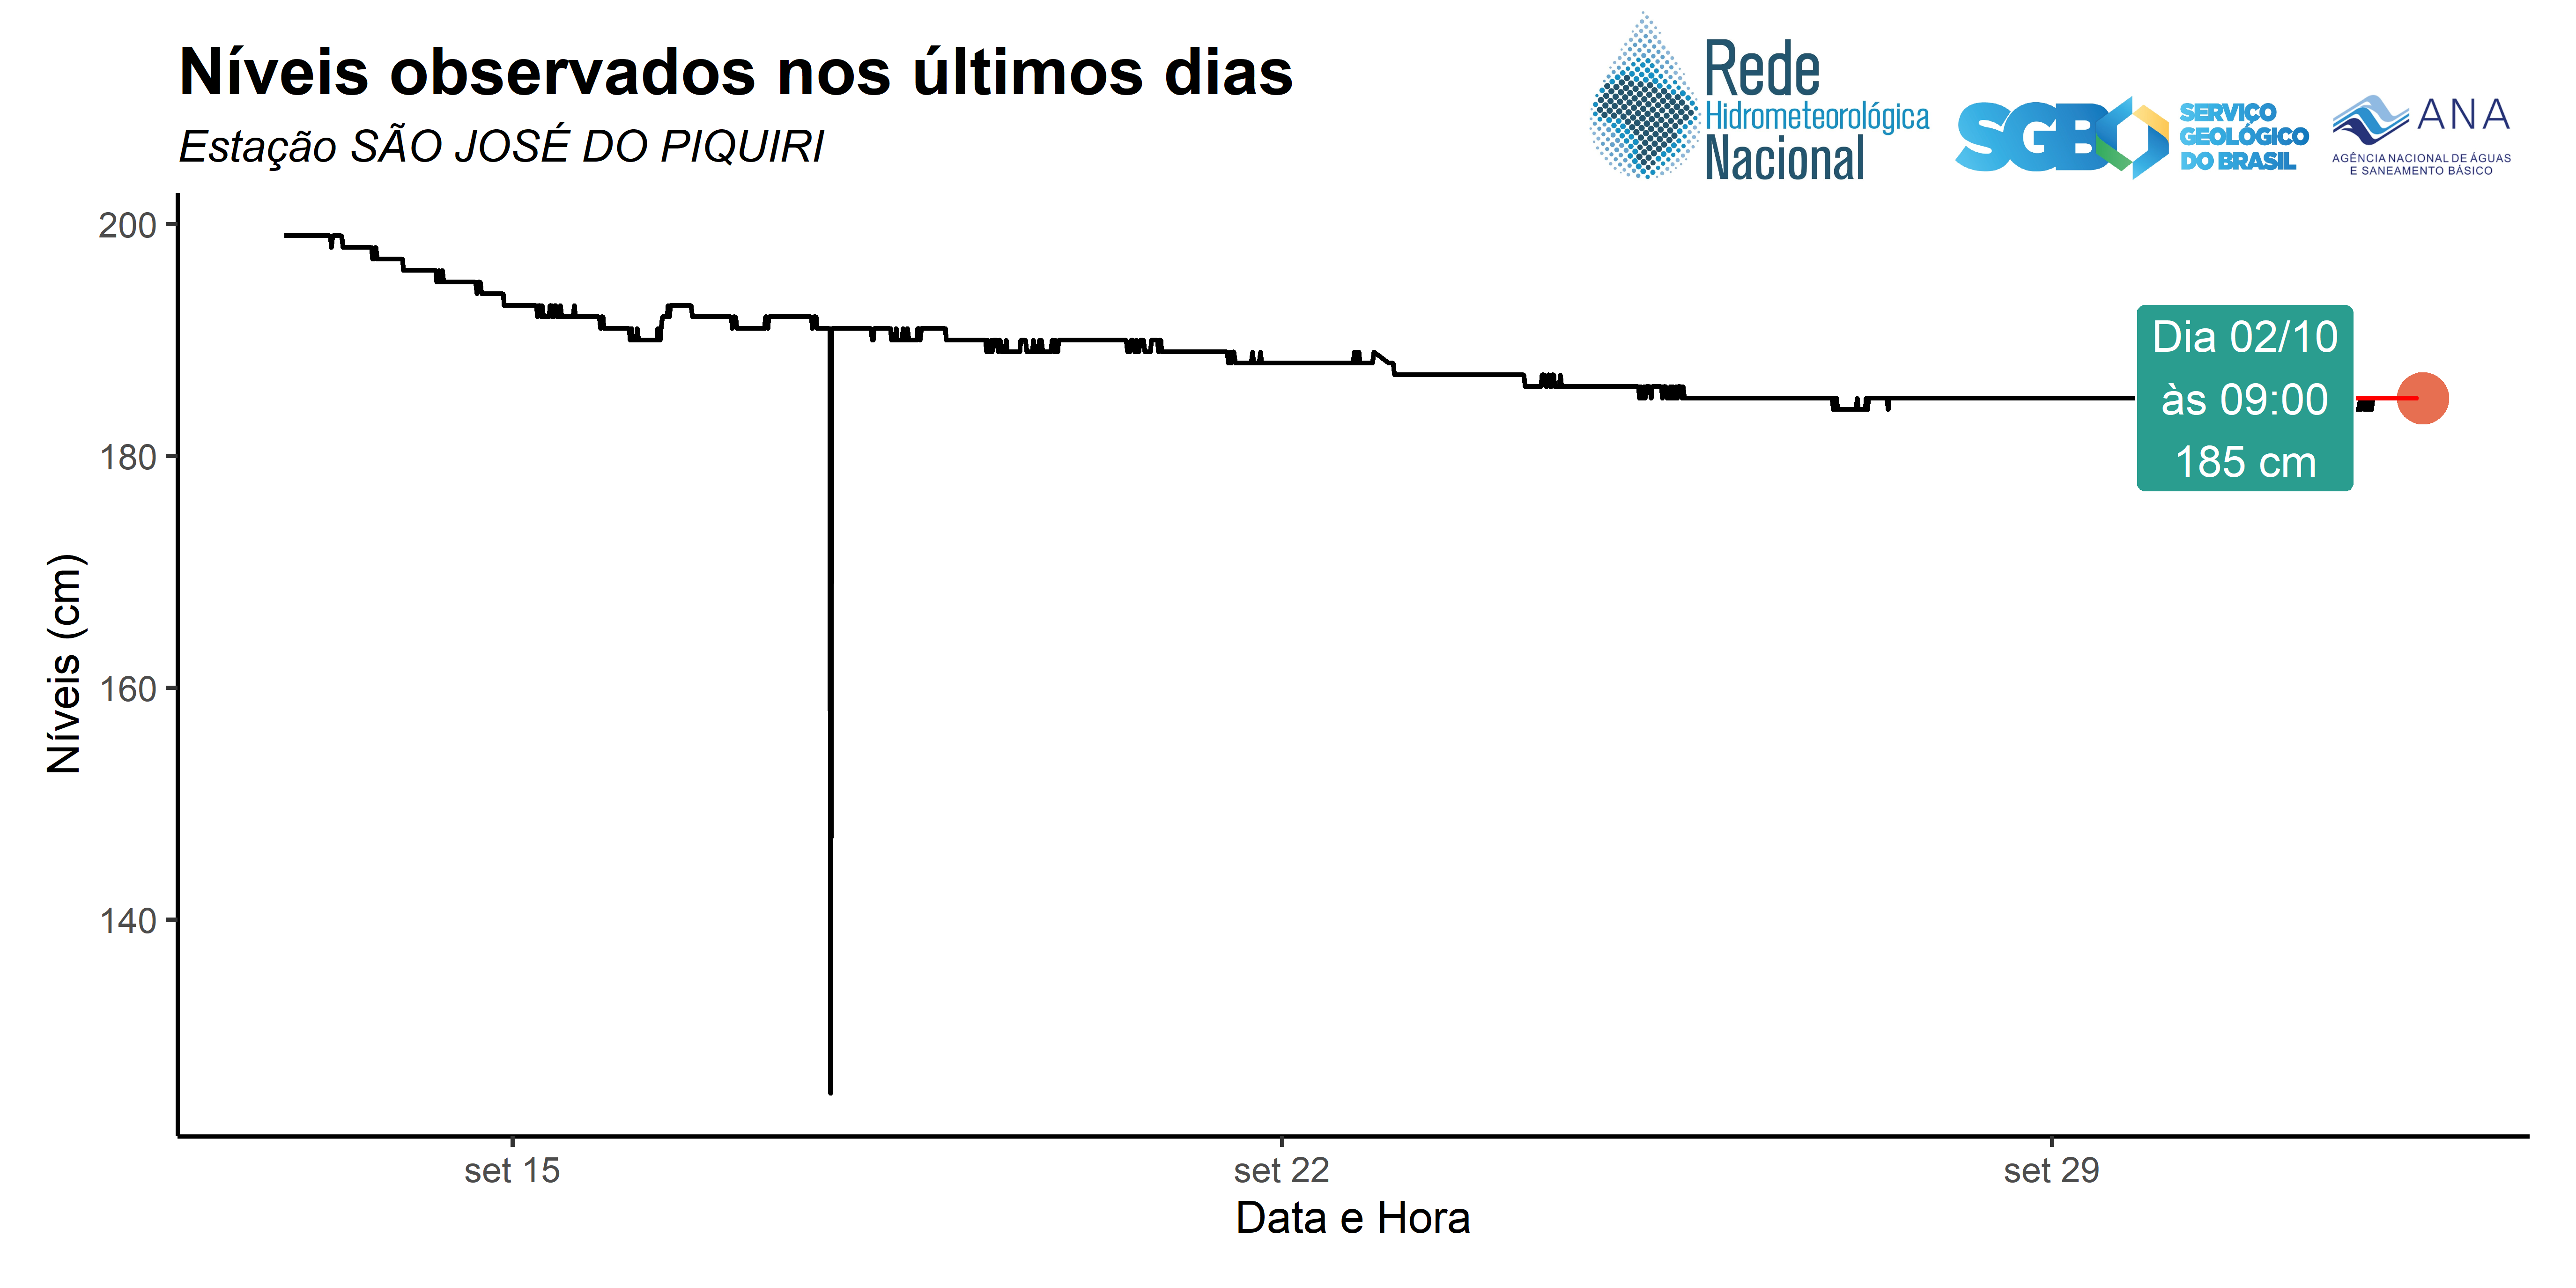 Níveis observados nos últimos dias
Estação SÃO JOSÉ DO PIQUIRI
Rede
Hidrometeorológica
Nacional
SGB
SERVIÇO
GEOLÓGICO
DO BRASIL
ANA
AGÊNCIA NACIONAL DE ÁGUAS
E SANEAMENTO BÁSICO
200
180
160
140
Níveis (cm)
Dia 02/10
às 09:00
185 cm
set 15
set 22
set 29
Data e Hora